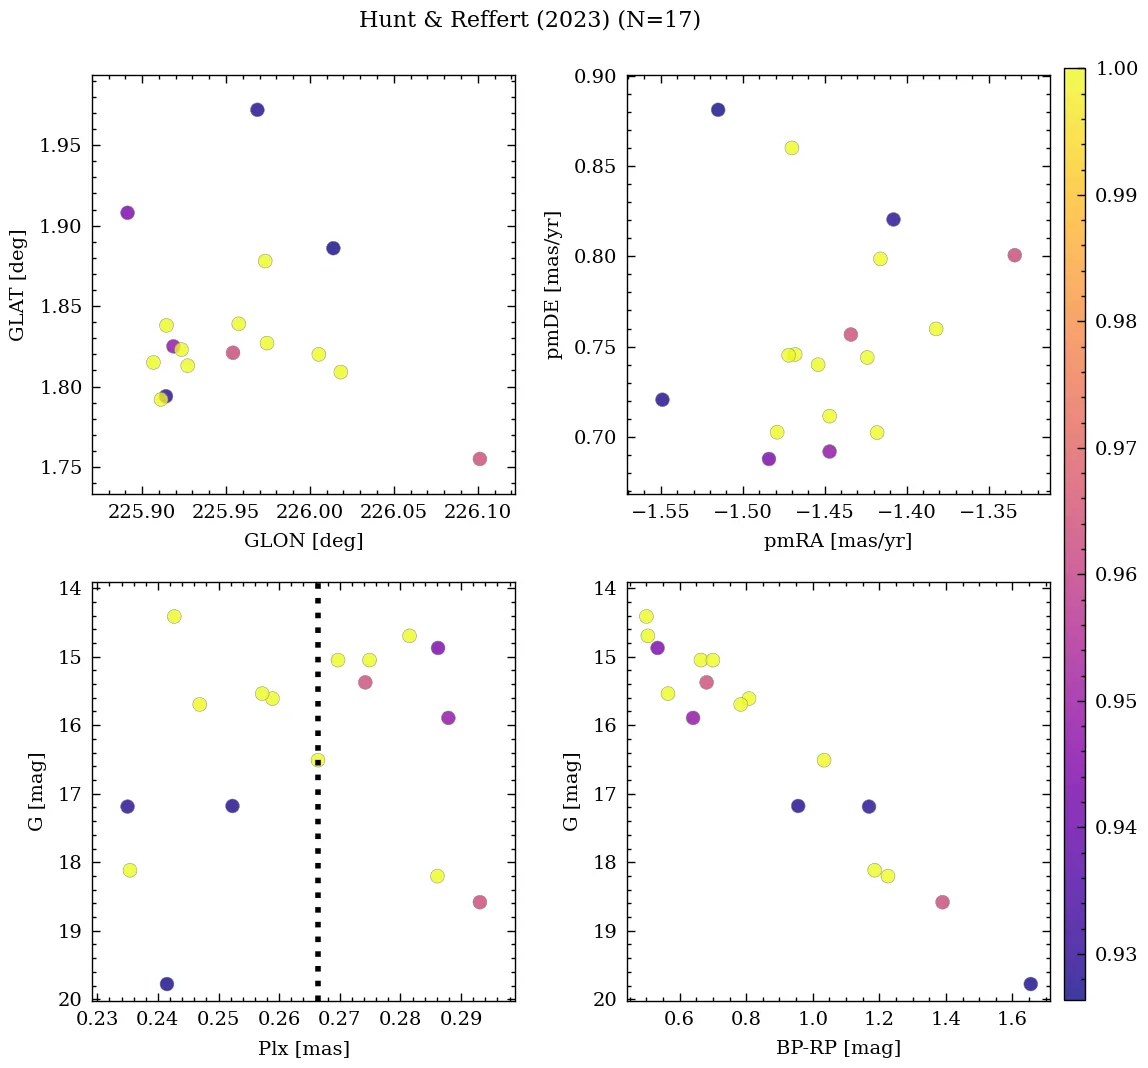 Hunt & Reffert (2023) (N=17)
1.95
1.90
1.85
1.80
1.75
GLAT [deg]
225.90 225.95 226.00 226.05 226.10
GLON [deg]
0.90
0.85
0.80
0.75
0.70
pmDE [mas/yr]
−1.55 −1.50 −1.45 −1.40 −1.35
pmRA [mas/yr]
14
15
16
17
18
19
20
G [mag]
0.23 0.24 0.25 0.26 0.27 0.28 0.29
Plx [mas]
14
15
16
17
18
19
20
G [mag]
0.6 0.8 1.0 1.2 1.4 1.6
BP-RP [mag]
1.00
0.99
0.98
0.97
0.96
0.95
0.94
0.93